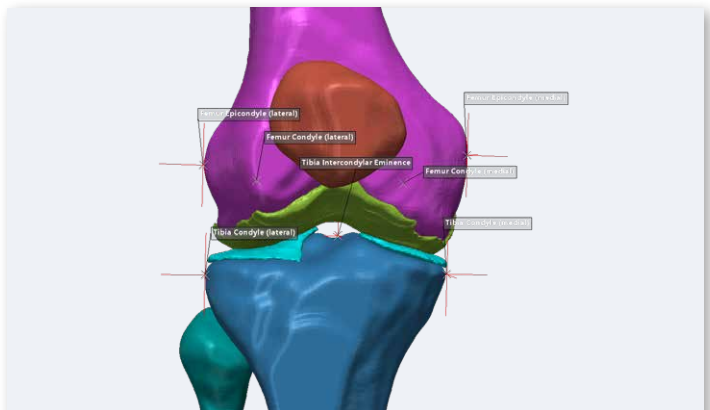 Femur Epicondyle (medial)
Femur Epicondyle (lateral)
Femur Condyle (lateral)
Tibia Intercondylar Eminence
Femur Condyle (medial)
Tibia Condyle (medial)
Tibia Condyle (lateral)